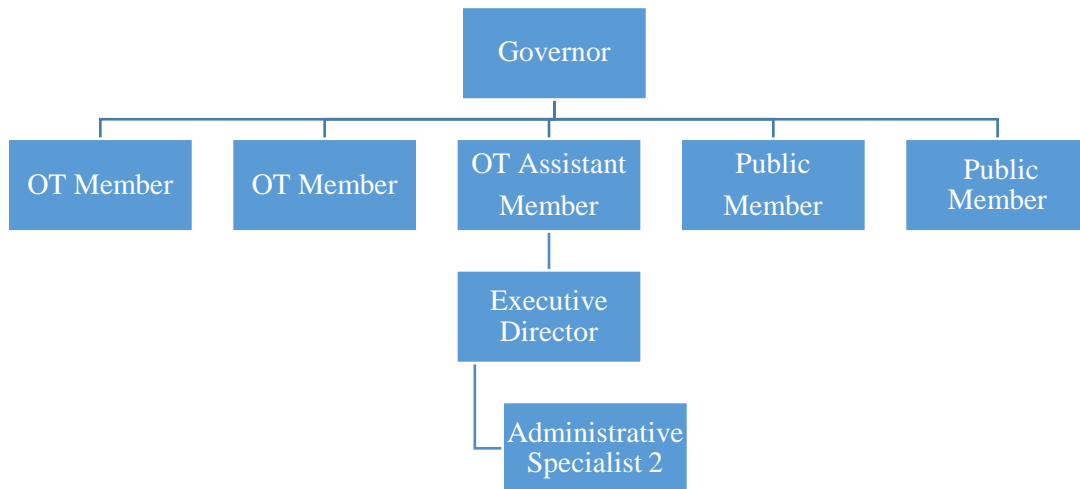 Governor
OT Member
OT Member
OT Assistant
Member
Public
Member
Public
Member
Executive
Director
Administrative
Specialist 2